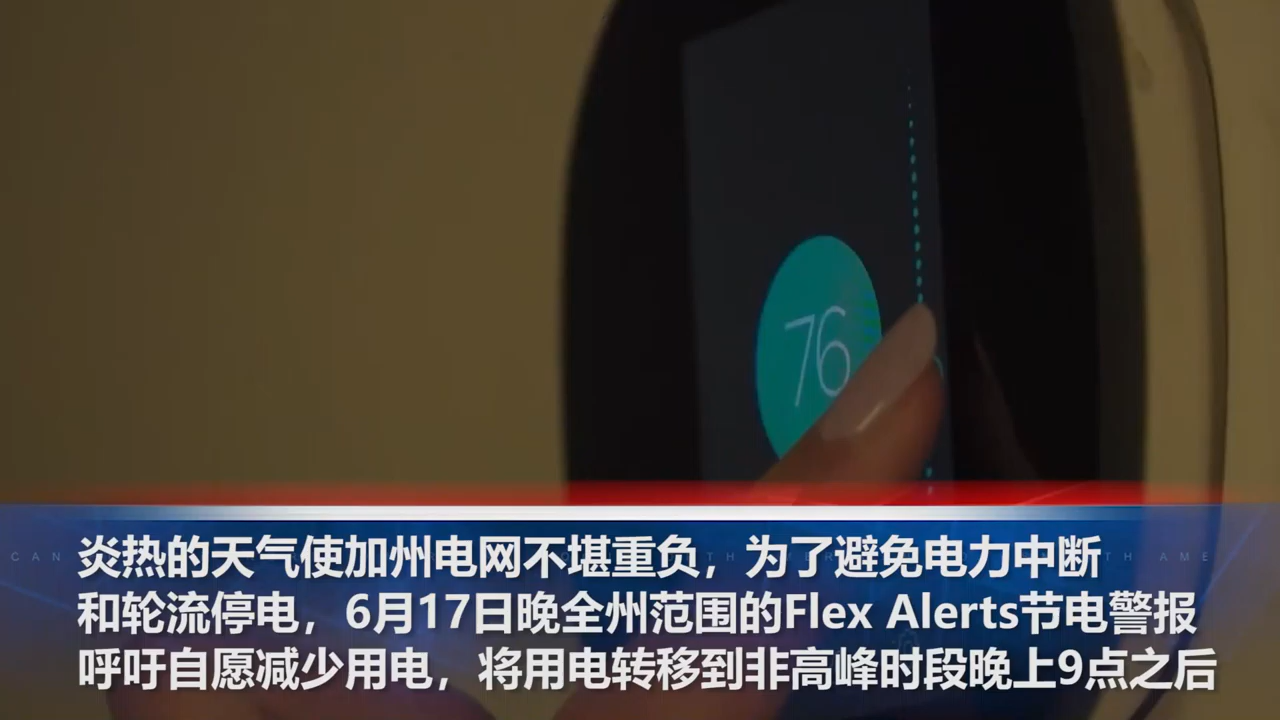 76
炎热的天气使加州电网不堪重负，为了避免电力中断
和轮流停电，6月17日晚全州范围的Flex Alerts节电警报
呼吁自愿减少用电，将用电转移到非高峰时段晚上9点之后